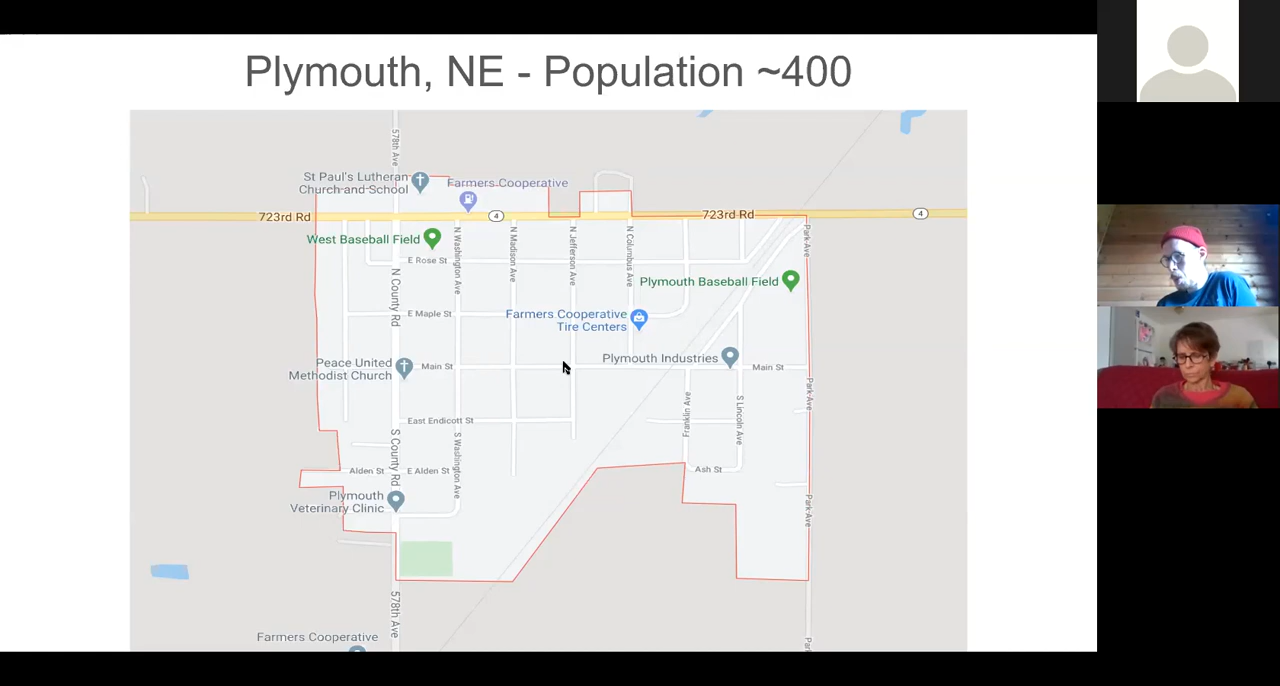 Plymouth, NE - Population ~400
578th Ave
St Paul's Lutheran
Church and School
Farmers Cooperative
723rd Rd
4
723rd Rd
4
West Baseball Field
E Rose St
N County Rd
N Washington Ave
N Madison Ave
N Jefferson Ave
N Columbus Ave
Park Ave
Plymouth Baseball Field
E Maple St
Farmers Cooperative
Tire Centers
Plymouth Industries
Peace United
Methodist Church
Main St
Main St
Park Ave
East Endicott St
Franklin Ave
S Lincoln Ave
S County Rd
S Washington Ave
Alden St
E Alden St
Ash St
Plymouth
Veterinary Clinic
Park Ave
578th Ave
Farmers Cooperative
Par